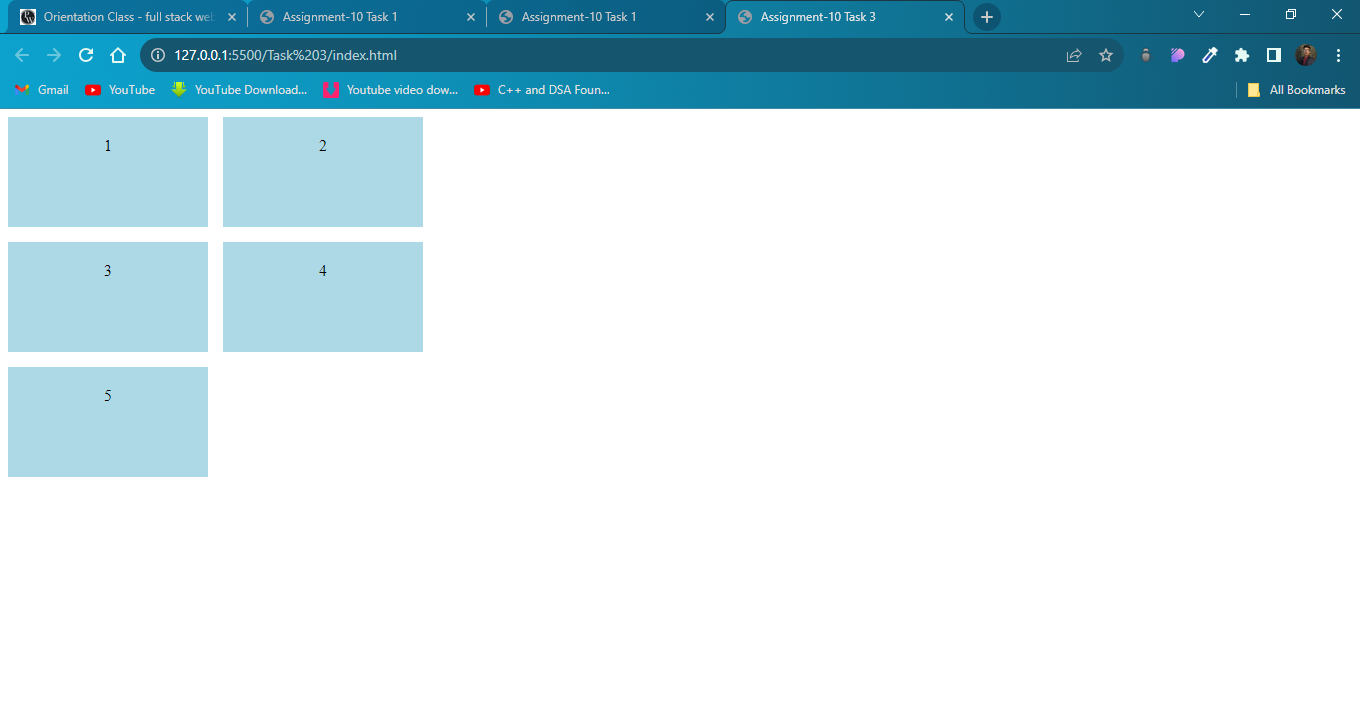 Orientation Class - full stack we
Assignment-10 Task 1
Assignment-10 Task 1
Assignment-10 Task 3
127.0.0.1:5500/Task%203/index.html
Gmail
YouTube
YouTube Download...
Youtube video dow...
C++ and DSA Foun...
All Bookmarks
1
2
3
4
5